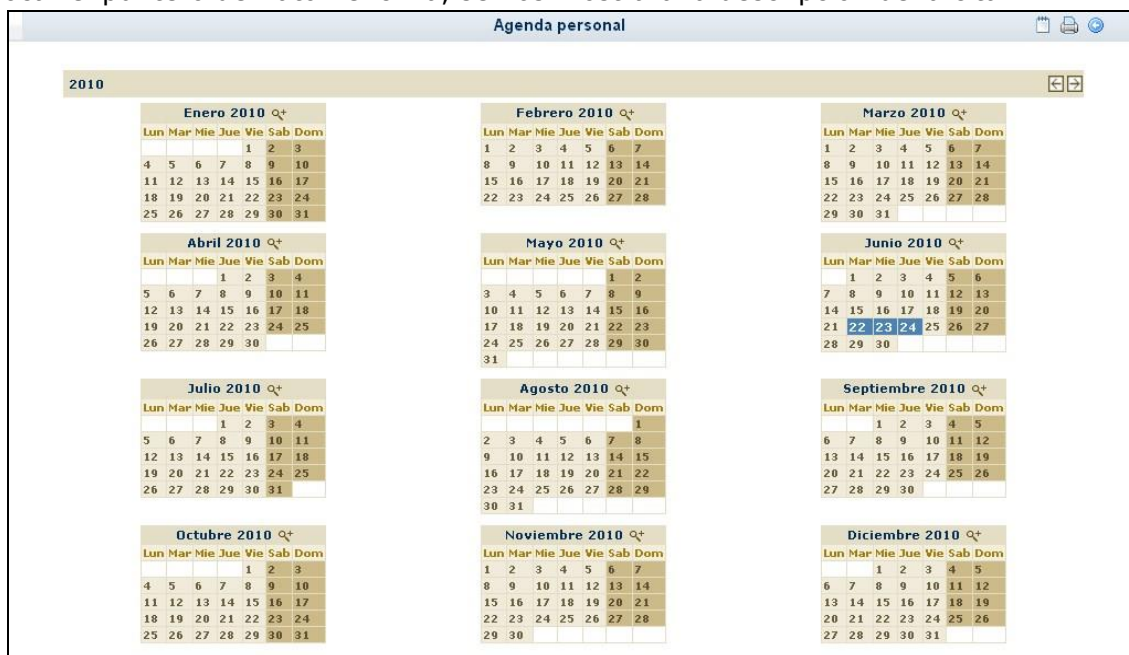 Agenda personal
2010
Enero 2010
Lun Mar Mie Jue Vie Sab Dom
1 2 3
4 5 6 7 8 9 10
11 12 13 14 15 16 17
18 19 20 21 22 23 24
25 26 27 28 29 30 31
Febrero 2010
Lun Mar Mie Jue Vie Sab Dom
1 2 3 4 5 6 7
8 9 10 11 12 13 14
15 16 17 18 19 20 21
22 23 24 25 26 27 28
Marzo 2010
Lun Mar Mie Jue Vie Sab Dom
1 2 3 4 5 6 7
8 9 10 11 12 13 14
15 16 17 18 19 20 21
22 23 24 25 26 27 28
29 30 31
Abril 2010
Lun Mar Mie Jue Vie Sab Dom
1 2 3 4
5 6 7 8 9 10 11
12 13 14 15 16 17 18
19 20 21 22 23 24 25
26 27 28 29 30
Mayo 2010
Lun Mar Mie Jue Vie Sab Dom
1 2
3 4 5 6 7 8 9
10 11 12 13 14 15 16
17 18 19 20 21 22 23
24 25 26 27 28 29 30
31
Junio 2010
Lun Mar Mie Jue Vie Sab Dom
1 2 3 4 5 6
7 8 9 10 11 12 13
14 15 16 17 18 19 20
21 22 23 24 25 26 27
28 29 30
Julio 2010
Lun Mar Mie Jue Vie Sab Dom
1 2 3 4
5 6 7 8 9 10 11
12 13 14 15 16 17 18
19 20 21 22 23 24 25
26 27 28 29 30 31
Agosto 2010
Lun Mar Mie Jue Vie Sab Dom
1
2 3 4 5 6 7 8
9 10 11 12 13 14 15
16 17 18 19 20 21 22
23 24 25 26 27 28 29
30 31
Septiembre 2010
Lun Mar Mie Jue Vie Sab Dom
1 2 3 4 5
6 7 8 9 10 11 12
13 14 15 16 17 18 19
20 21 22 23 24 25 26
27 28 29 30
Octubre 2010
Lun Mar Mie Jue Vie Sab Dom
1 2 3
4 5 6 7 8 9 10
11 12 13 14 15 16 17
18 19 20 21 22 23 24
25 26 27 28 29 30 31
Noviembre 2010
Lun Mar Mie Jue Vie Sab Dom
1 2 3 4 5 6 7
8 9 10 11 12 13 14
15 16 17 18 19 20 21
22 23 24 25 26 27 28
29 30
Diciembre 2010
Lun Mar Mie Jue Vie Sab Dom
1 2 3 4 5
6 7 8 9 10 11 12
13 14 15 16 17 18 19
20 21 22 23 24 25 26
27 28 29 30 31